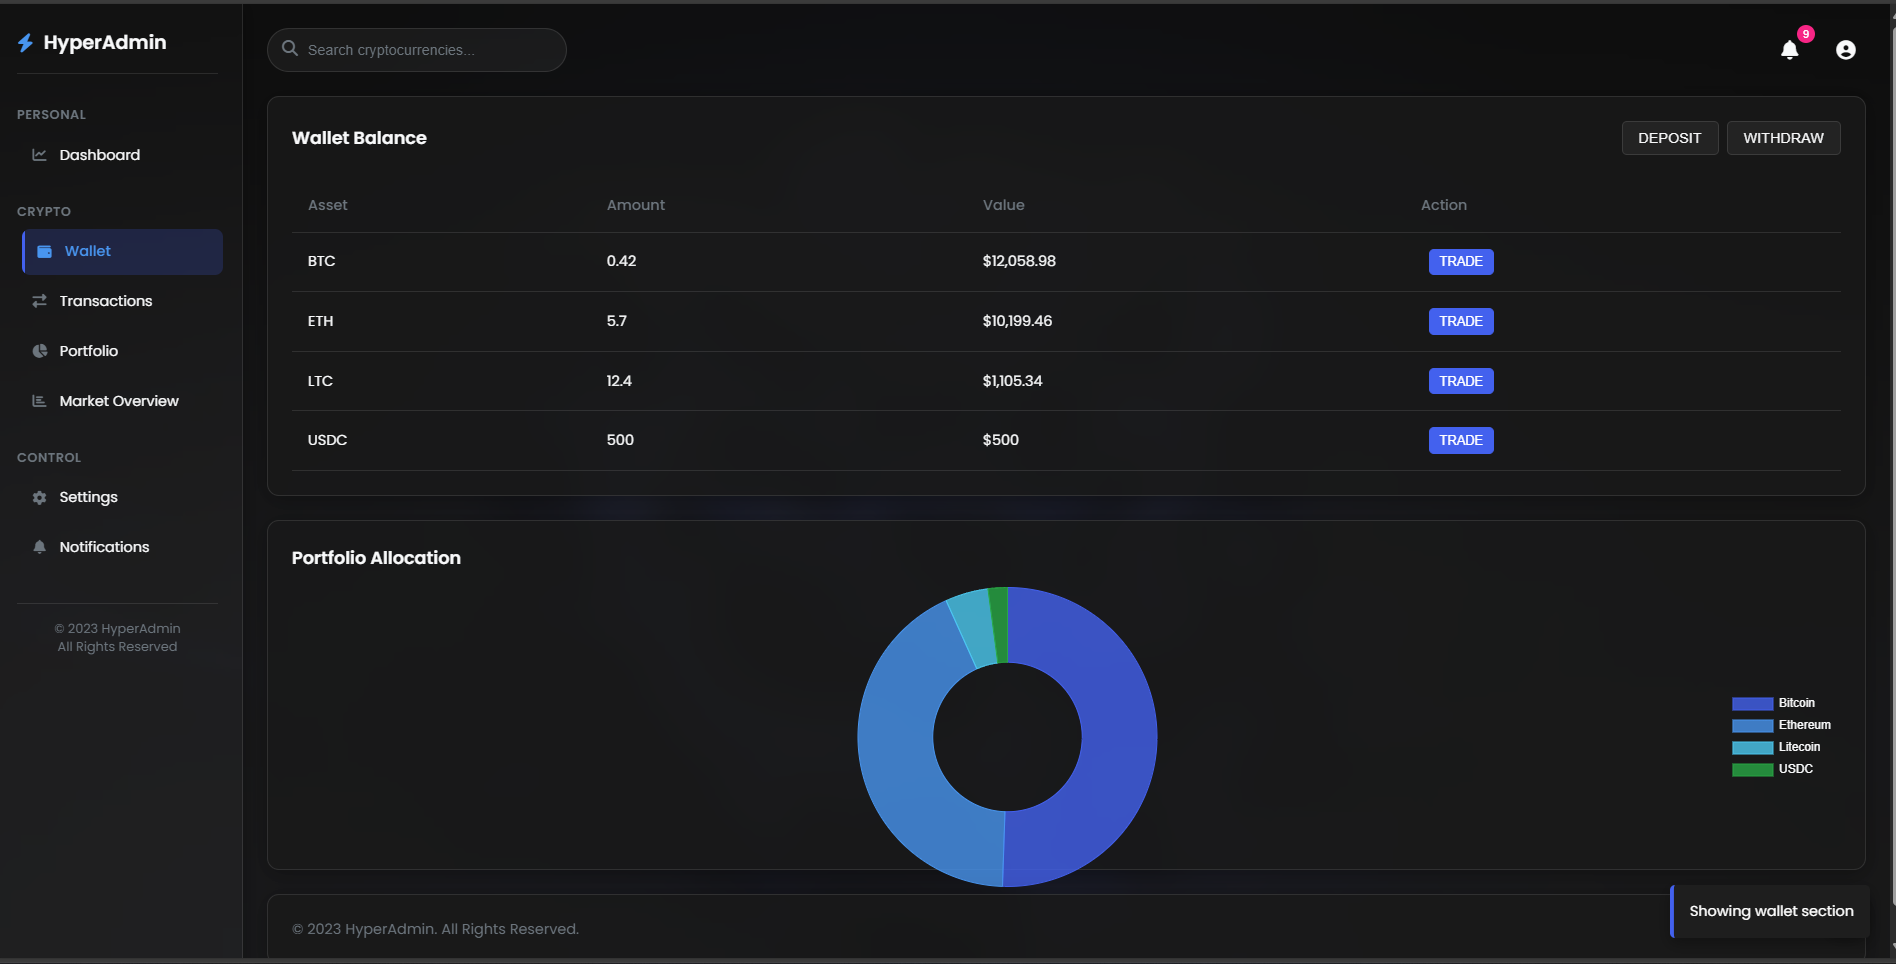 HyperAdmin
PERSONAL
Dashboard
CRYPTO
Wallet
Transactions
Portfolio
Market Overview
CONTROL
Settings
Notifications
© 2023 HyperAdmin
All Rights Reserved
Search cryptocurrencies...
9
Wallet Balance
DEPOSIT WITHDRAW
Asset Amount Value Action
BTC 0.42 $12,058.98 TRADE
ETH 5.7 $10,199.46 TRADE
LTC 12.4 $1,105.34 TRADE
USDC 500 $500 TRADE
Portfolio Allocation
Bitcoin
Ethereum
Litecoin
USDC
© 2023 HyperAdmin. All Rights Reserved.
Showing wallet section